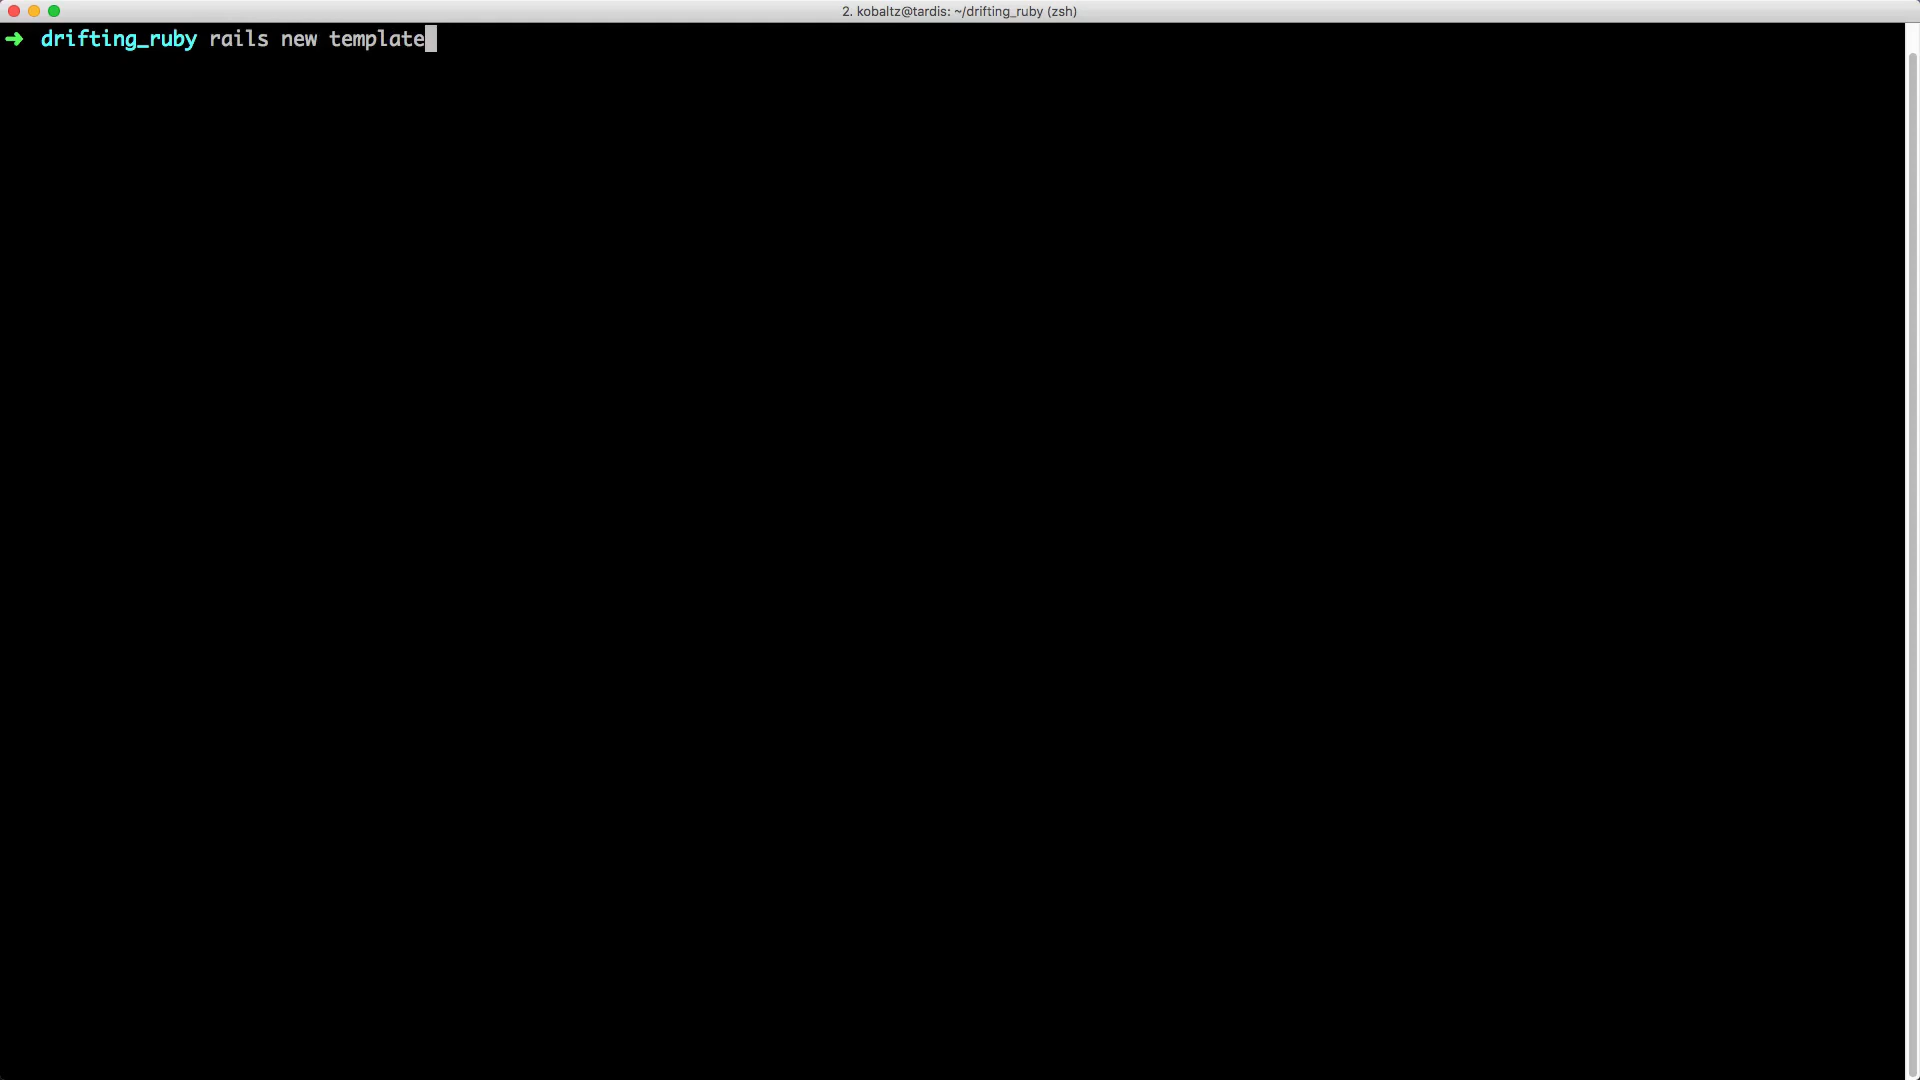 2. kobaltz@tardis: ~/drifting_ruby (zsh)
➜ drifting_ruby rails new template